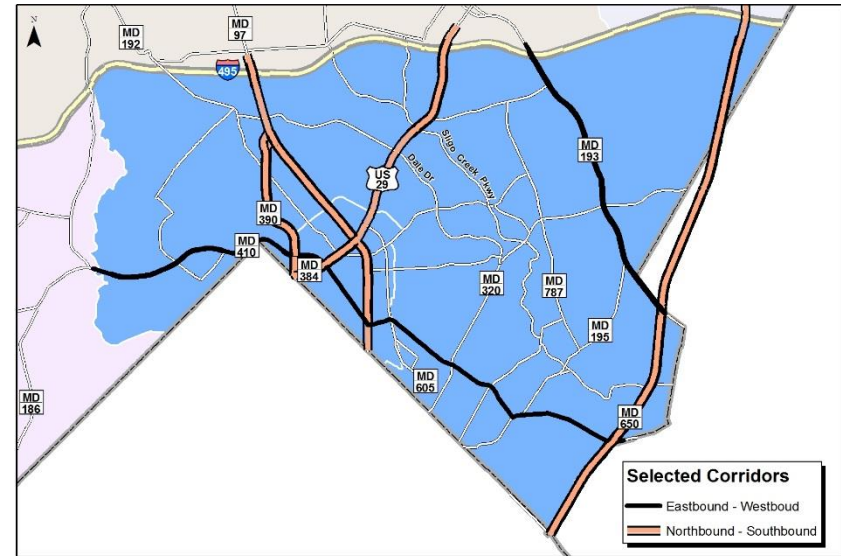 N
MD
192
MD
97
495
US
29
Sligo Creek Pkwy
Dale Dr
MD
193
MD
390
MD
410
MD
384
MD
320
MD
787
MD
195
MD
605
MD
186
MD
650
Selected Corridors
Eastbound - Westboud
Northbound - Southbound